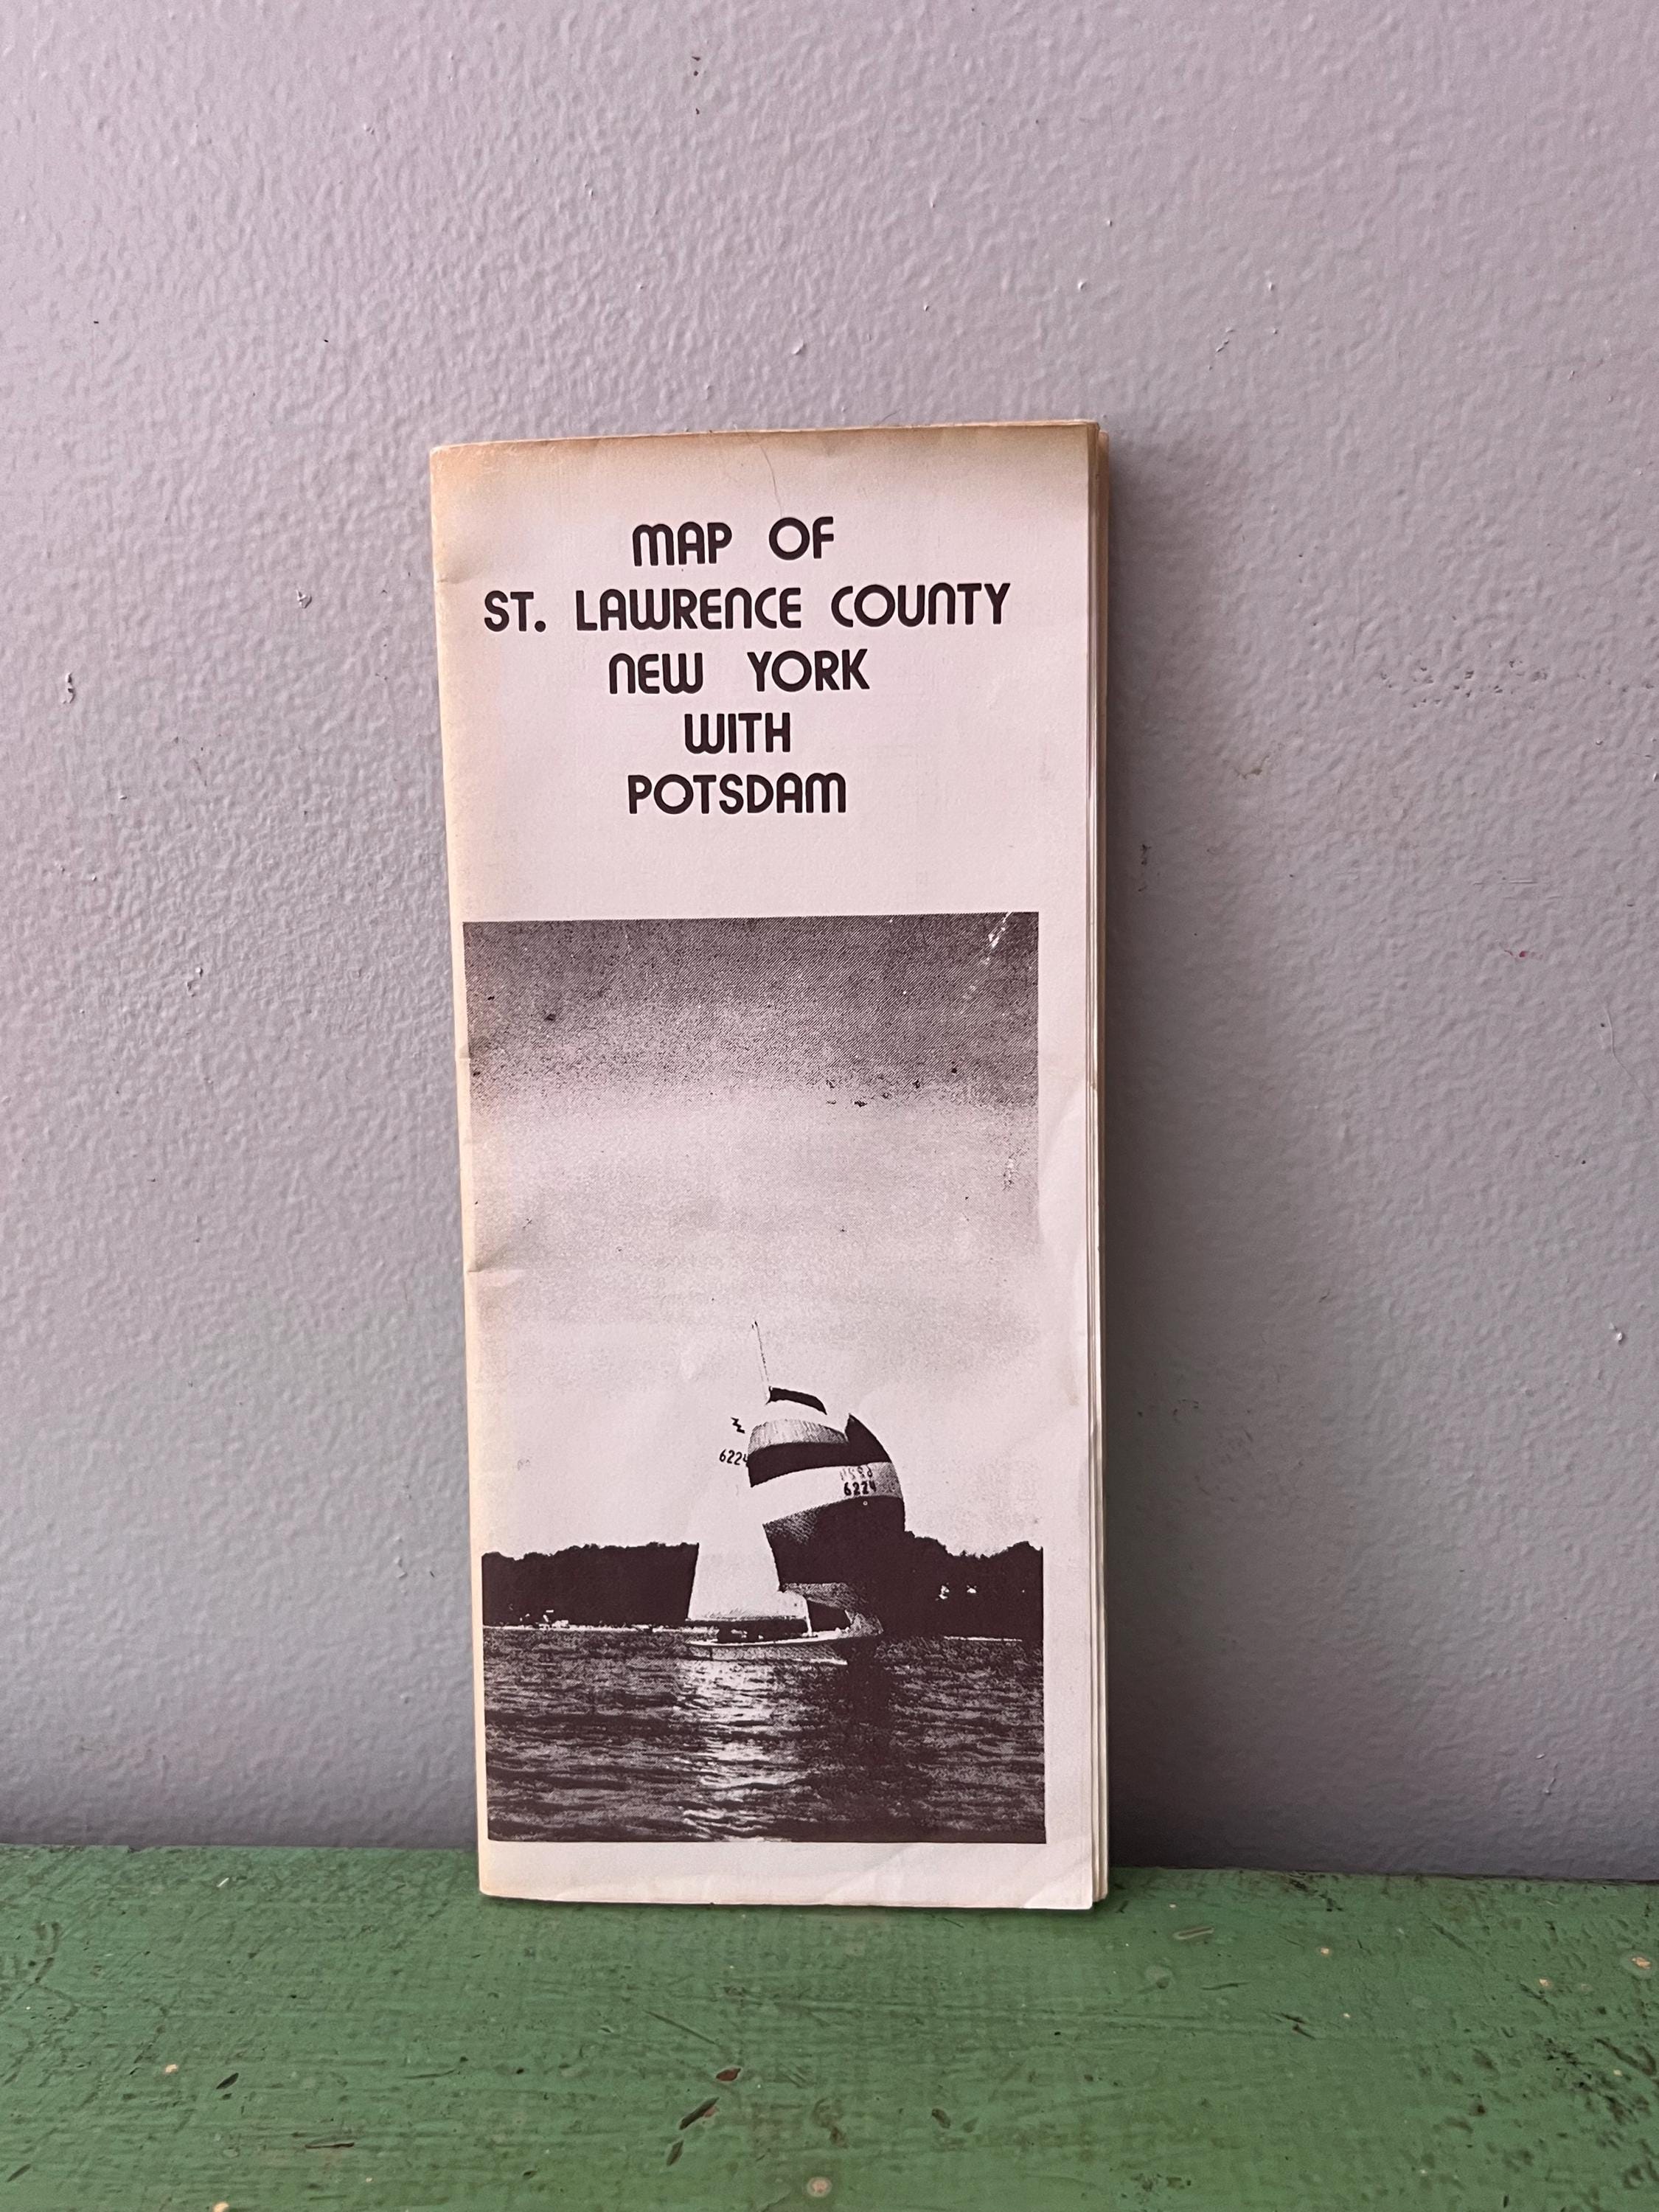 MAP OF
ST. LAWRENCE COUNTY
NEW YORK
WITH
POTSDAM
6224
6224